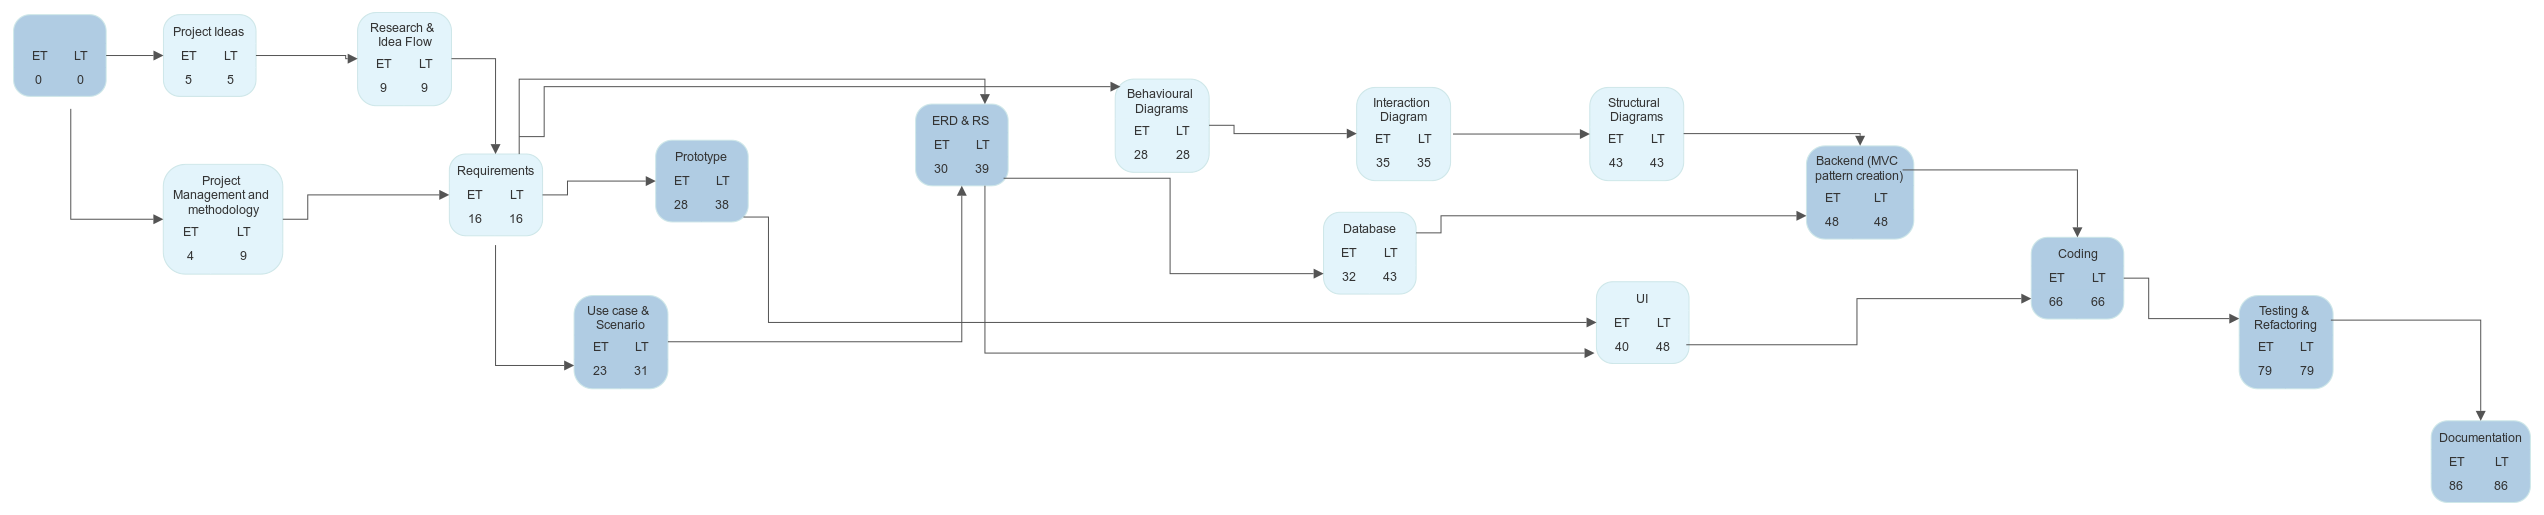 ET LT
0 0
Project Ideas
ET LT
5 5
Research &
Idea Flow
ET LT
9 9
Project
Management and
methodology
ET LT
4 9
Requirements
ET LT
16 16
Prototype
ET LT
28 38
Use case &
Scenario
ET LT
23 31
ERD & RS
ET LT
30 39
Behavioural
Diagrams
ET LT
28 28
Interaction
Diagram
ET LT
35 35
Structural
Diagrams
ET LT
43 43
Database
ET LT
32 43
UI
ET LT
40 48
Backend (MVC
pattern creation)
ET LT
48 48
Coding
ET LT
66 66
Testing &
Refactoring
ET LT
79 79
Documentation
ET LT
86 86